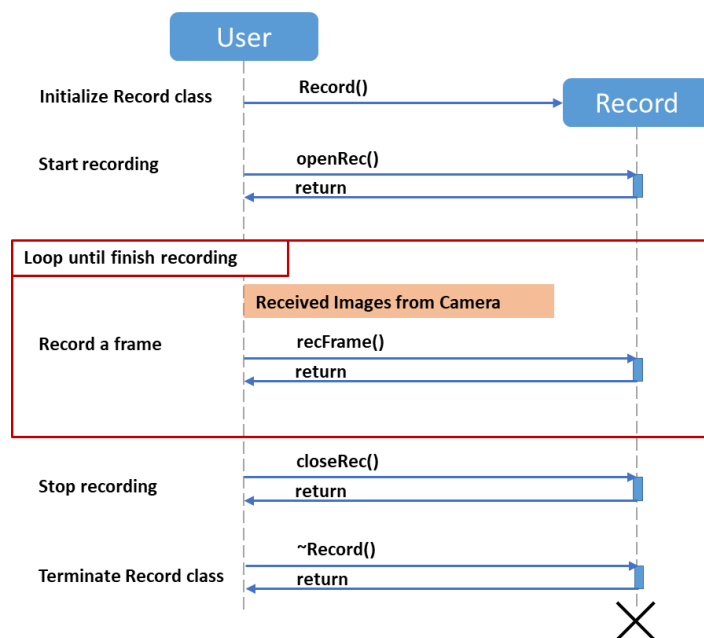 User
Initialize Record class
Record()
Record
Start recording
openRec()
return
Loop until finish recording
Received Images from Camera
Record a frame
recFrame()
return
closeRec()
Stop recording
return
~Record()
Terminate Record class
return